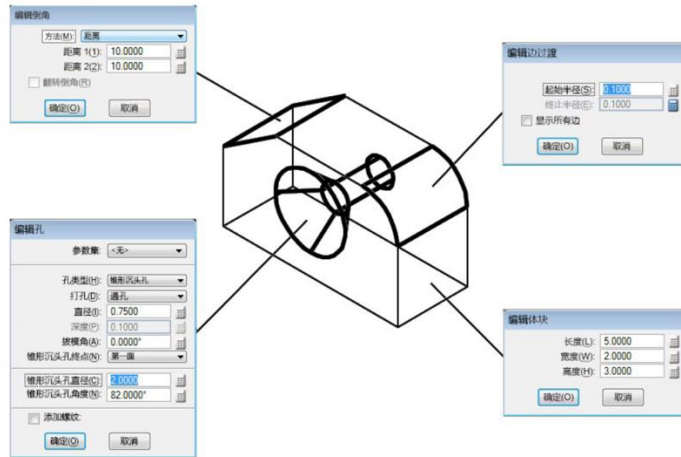 编辑倒角
方法(M): 距离
距离 1(1): 10.0000
距离 2(2): 10.0000
翻转倒角(R)
确定(O) 取消
编辑边过渡
起始半径(S): 0.1000
终止半径(E): 0.1000
显示所有边
确定(O) 取消
编辑孔
参数集: <无>
孔类型(H): 锥形沉头孔
打孔(D): 通孔
直径(I): 0.7500
深度(P): 0.1000
拔模角(A): 0.0000°
锥形沉头孔终点(N): 第一面
锥形沉头孔直径(C): 2.0000
锥形沉头孔角度(N): 82.0000°
添加螺纹
确定(O) 取消
编辑体块
长度(L): 5.0000
宽度(W): 2.0000
高度(H): 3.0000
确定(O) 取消